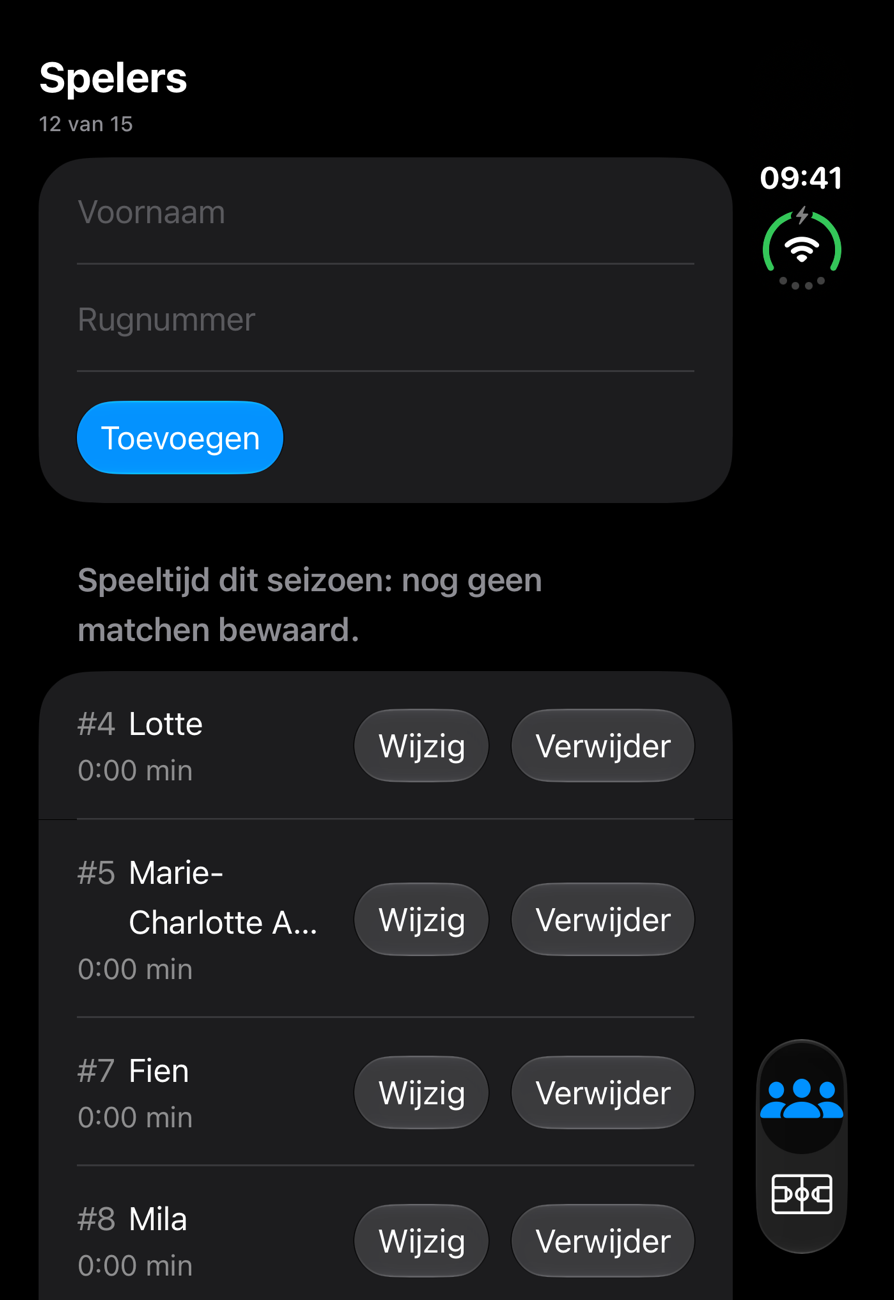 Spelers
12 van 15
09:41
Voornaam
Rugnummer
Toevoegen
Speeltijd dit seizoen: nog geen
matchen bewaard.
#4 Lotte
0:00 min
Wijzig
Verwijder
#5 Marie-
Charlotte A...
0:00 min
Wijzig
Verwijder
#7 Fien
0:00 min
Wijzig
Verwijder
#8 Mila
0:00 min
Wijzig
Verwijder